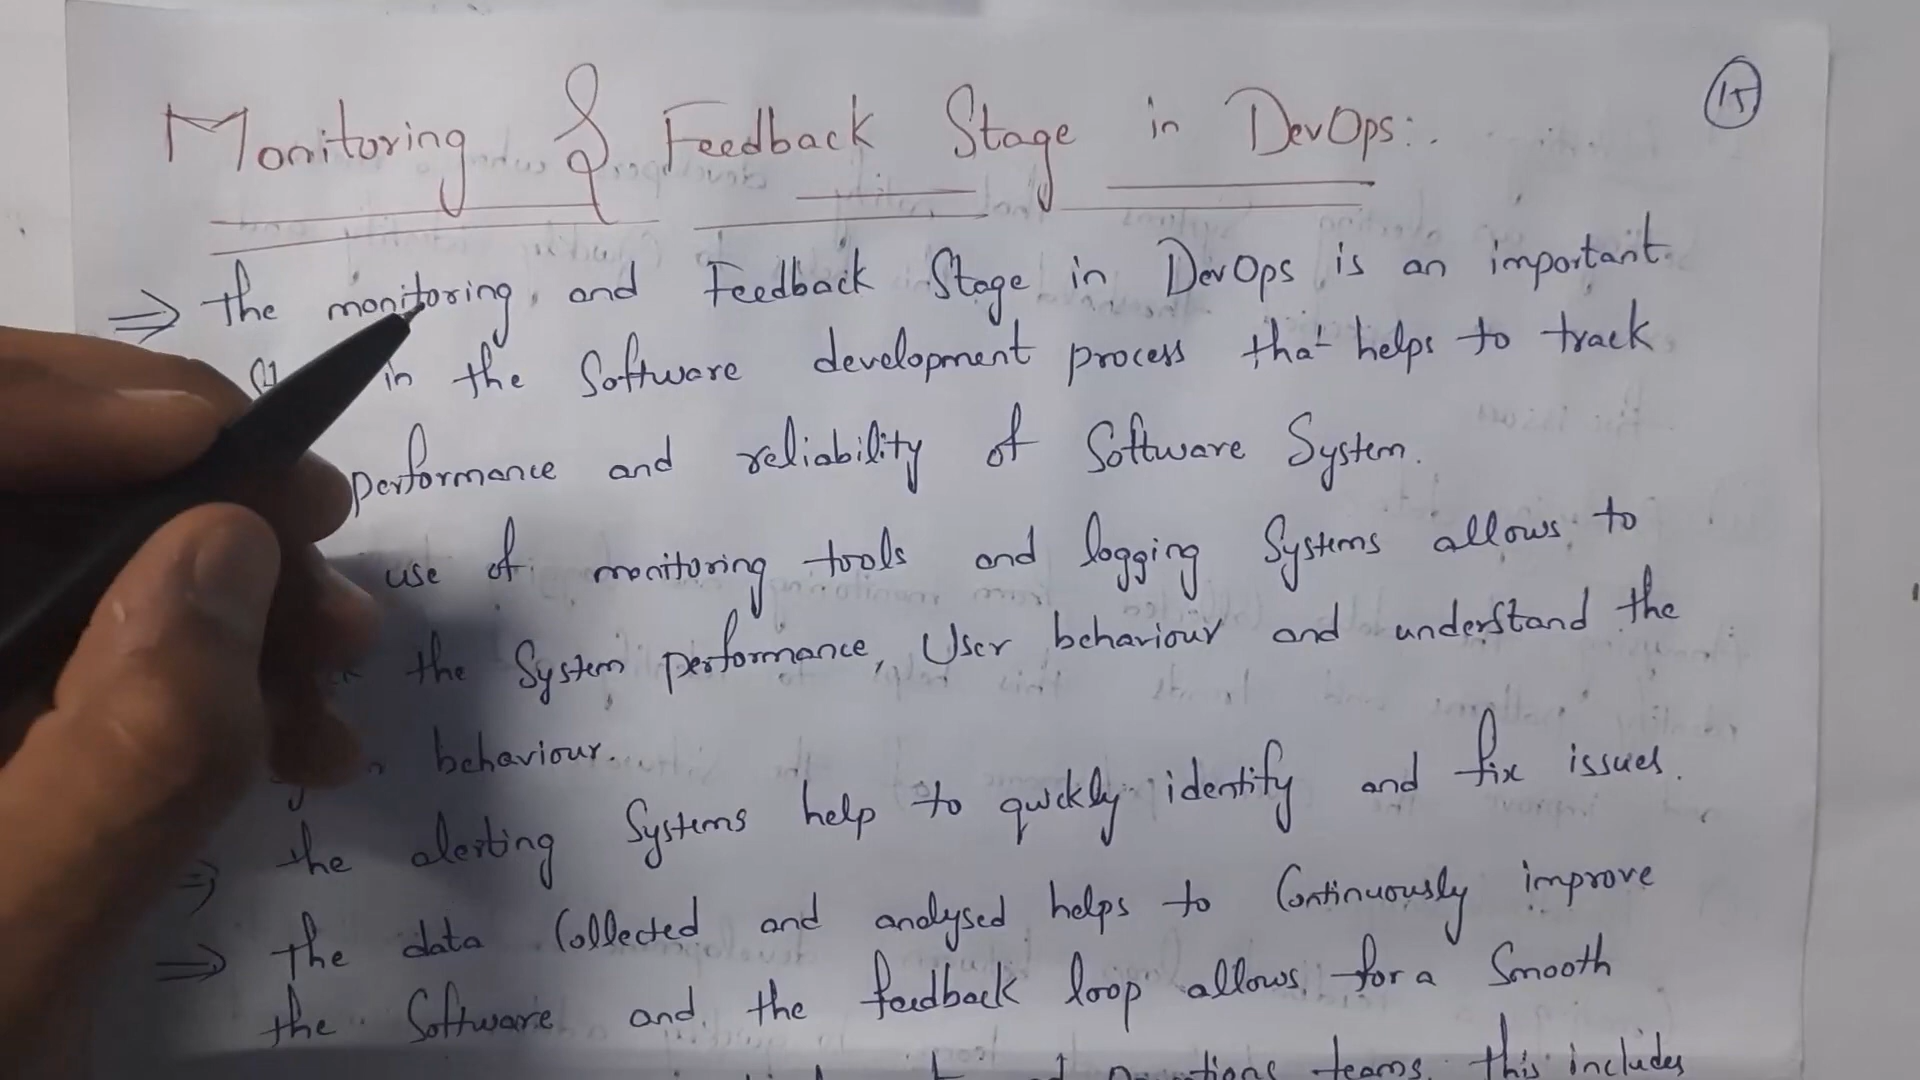 15
Monitoring & Feedback Stage in DevOps:.
⇒ the monitoring and Feedback Stage in DevOps is an important
in the Software development process that helps to track
performance and reliability of Software System.
use of monitoring tools and logging Systems allows to
the System performance, User behaviour and understand the
behaviour.
⇒ the alerting Systems help to quickly identify and fix issues.
⇒ the data Collected and analysed helps to Continuously improve
the Software and the feedback loop allows for a Smooth
teams. this includes